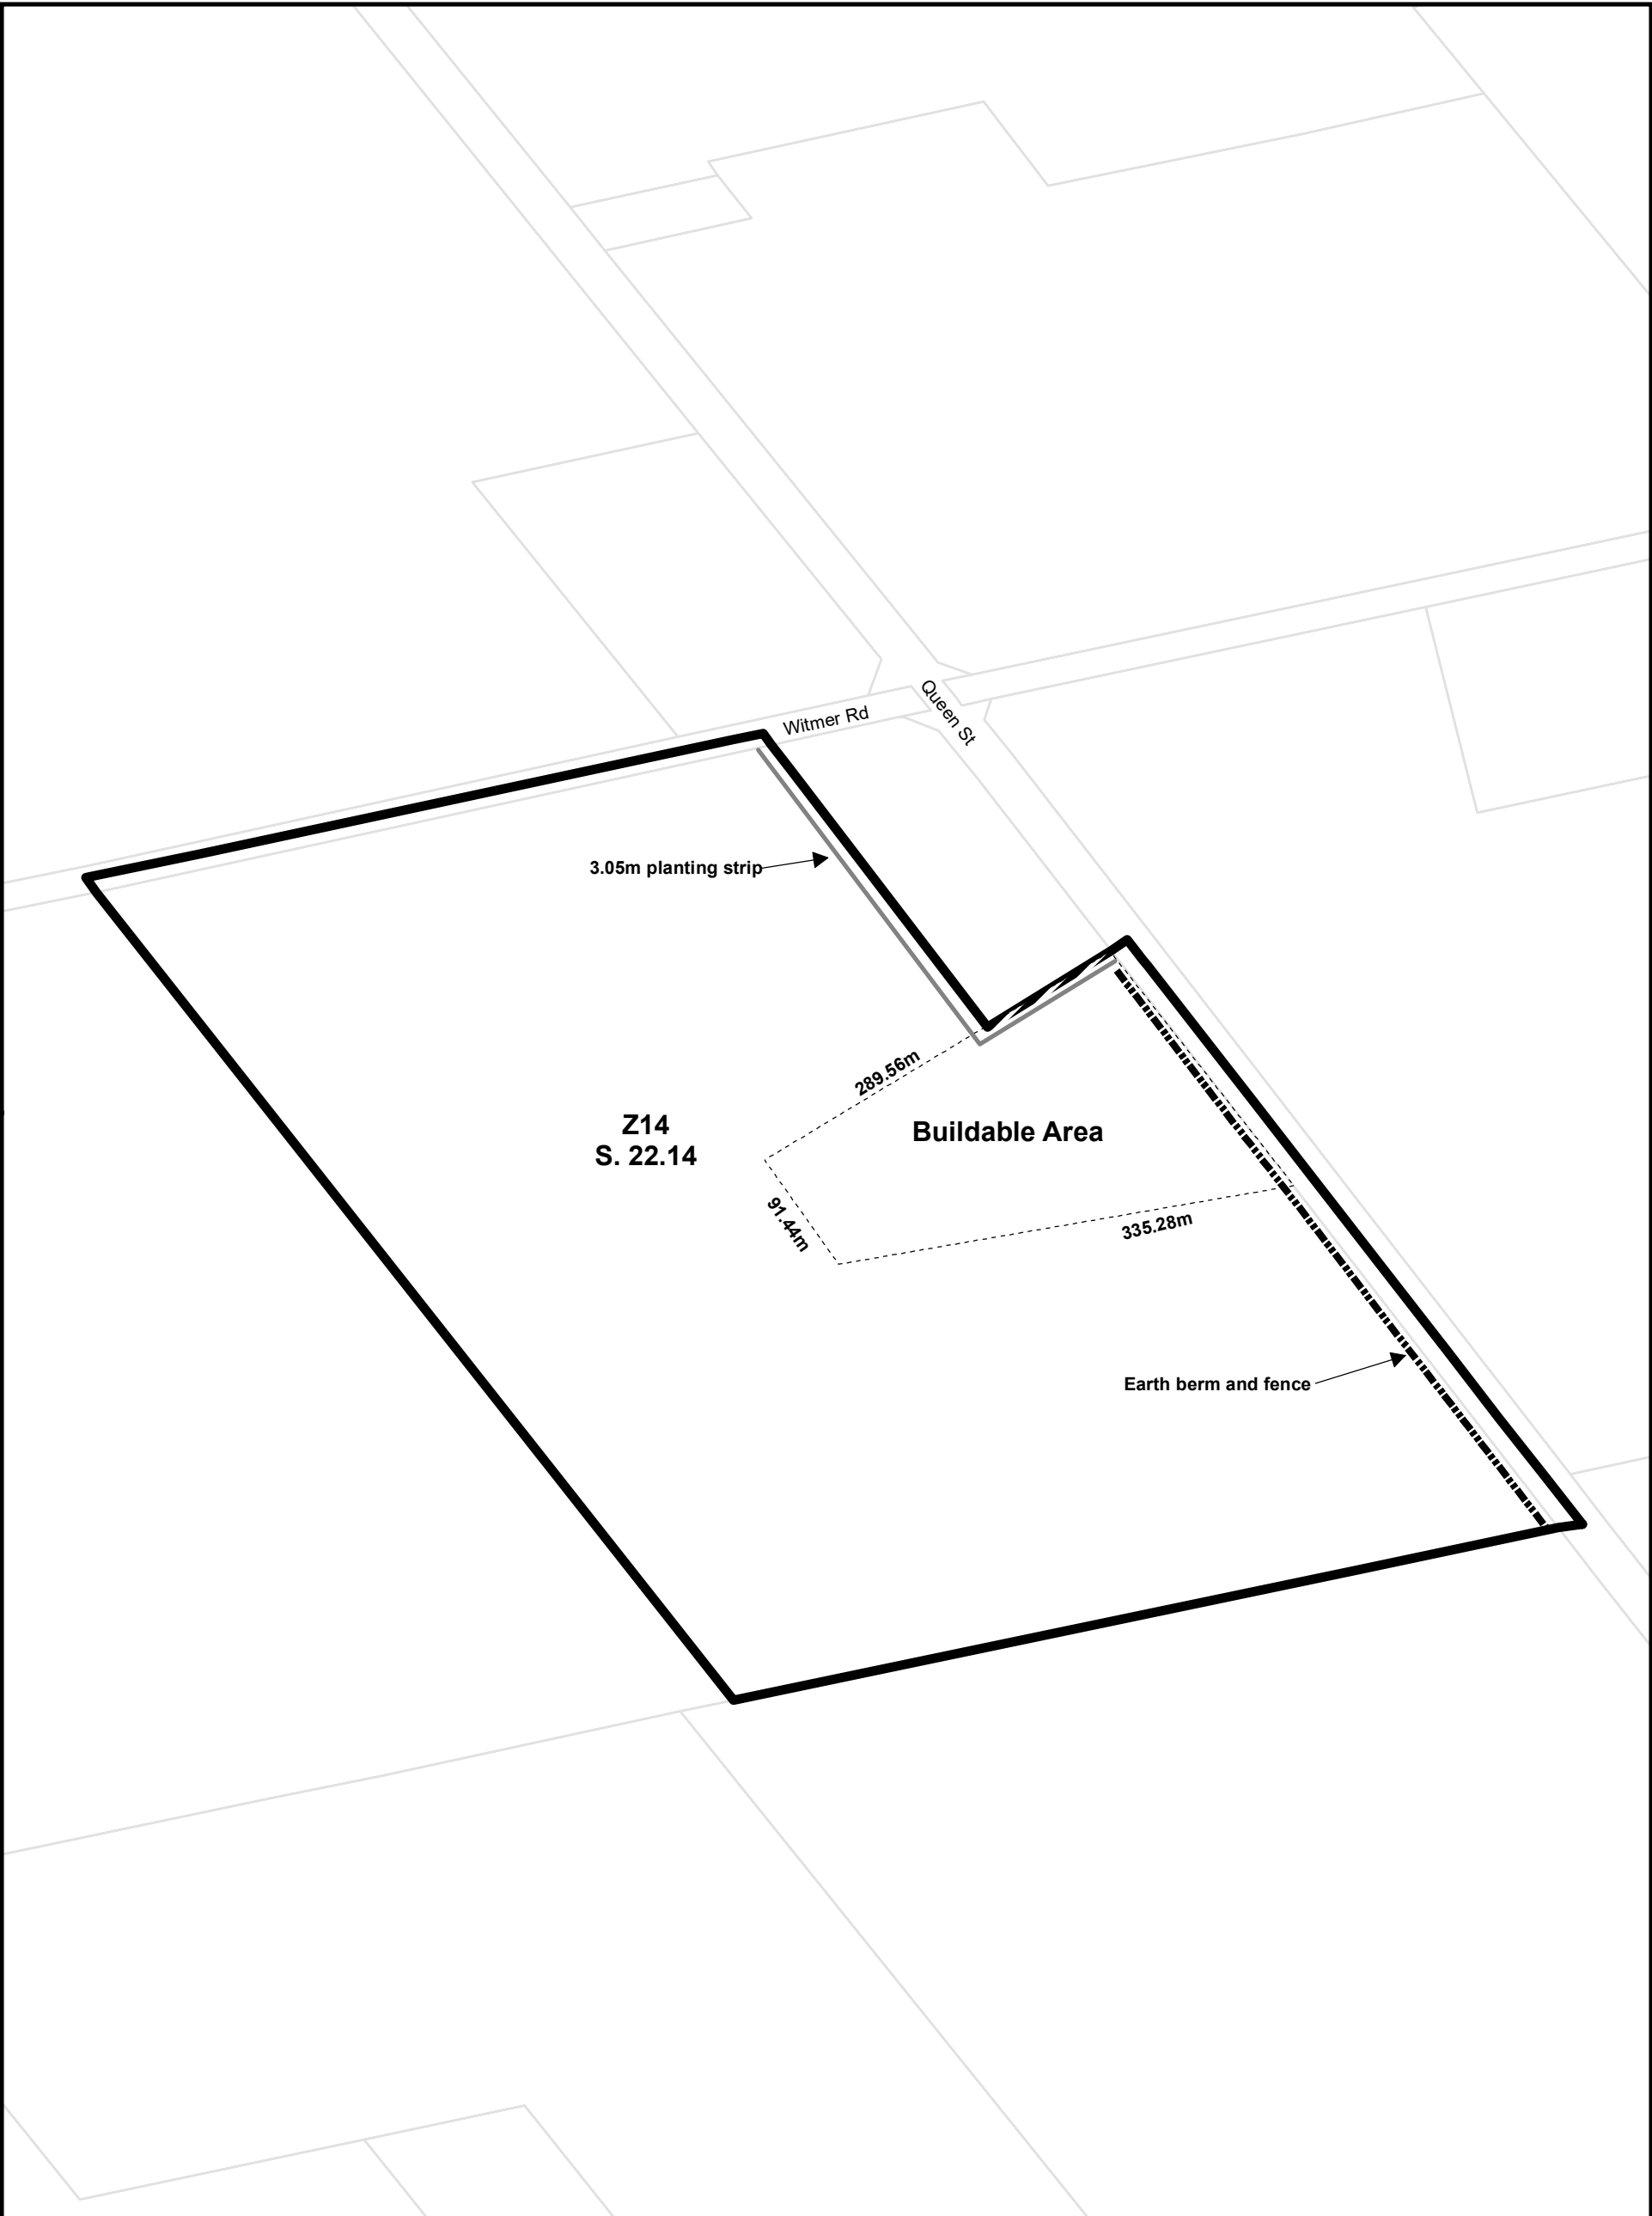 Queen St
Witmer Rd
3.05m planting strip
289.56m
Z14
S. 22.14
Buildable Area
91.44m
335.28m
Earth berm and fence